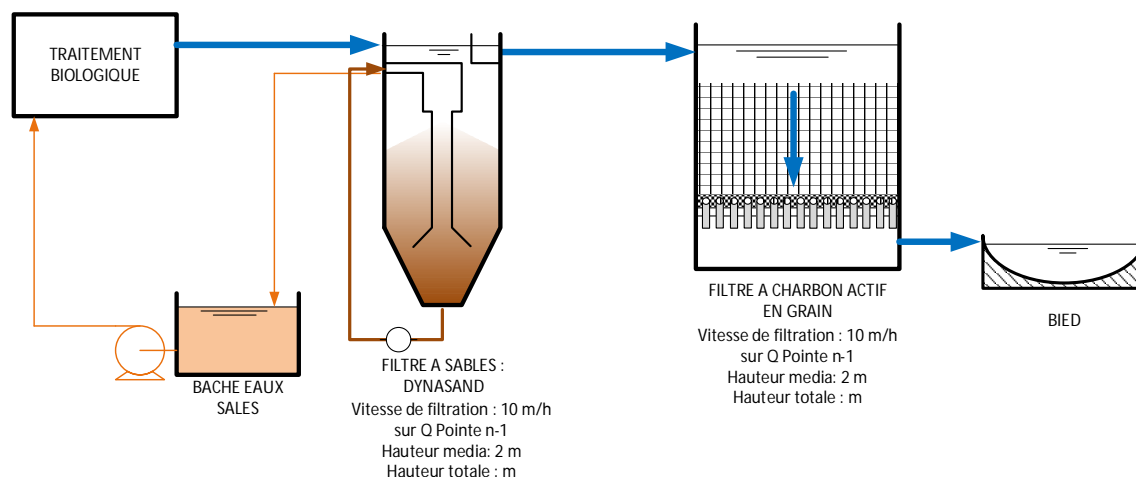 TRAITEMENT
BIOLOGIQUE
BACHE EAUX
SALES
FILTRE A SABLES :
DYNASAND
Vitesse de filtration : 10 m/h
sur Q Pointe n-1
Hauteur media: 2 m
Hauteur totale : m
FILTRE A CHARBON ACTIF
EN GRAIN
Vitesse de filtration : 10 m/h
sur Q Pointe n-1
Hauteur media: 2 m
Hauteur totale : m
BIED